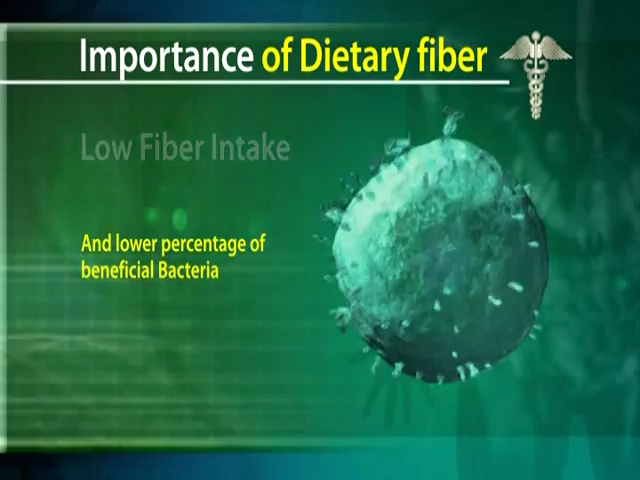 Importance of Dietary fiber
Low Fiber Intake
And lower percentage of
beneficial Bacteria